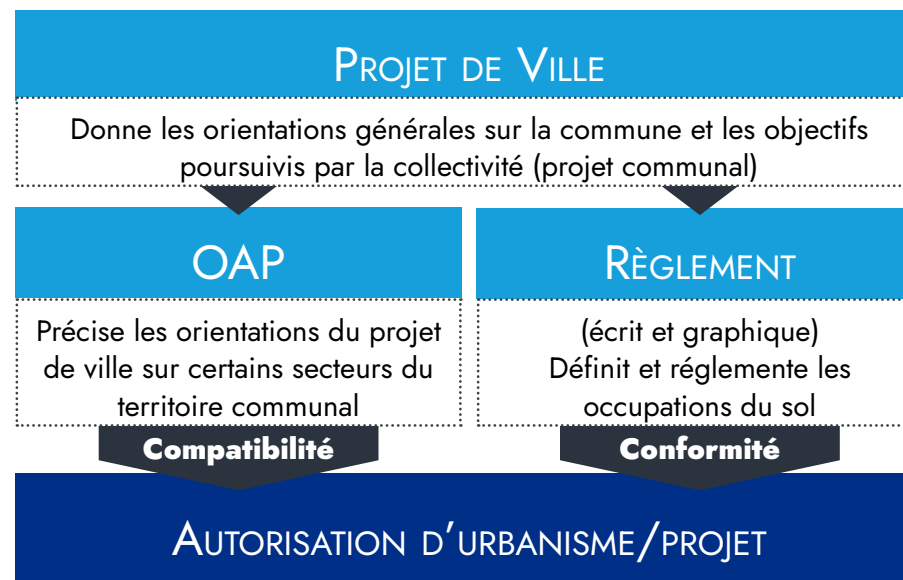 Projet de Ville
Donne les orientations générales sur la commune et les objectifs
poursuivis par la collectivité (projet communal)
OAP
Précise les orientations du projet
de ville sur certains secteurs du
territoire communal
Compatibilité
Règlement
(écrit et graphique)
Définit et réglemente les
occupations du sol
Conformité
Autorisation d'urbanisme/projet